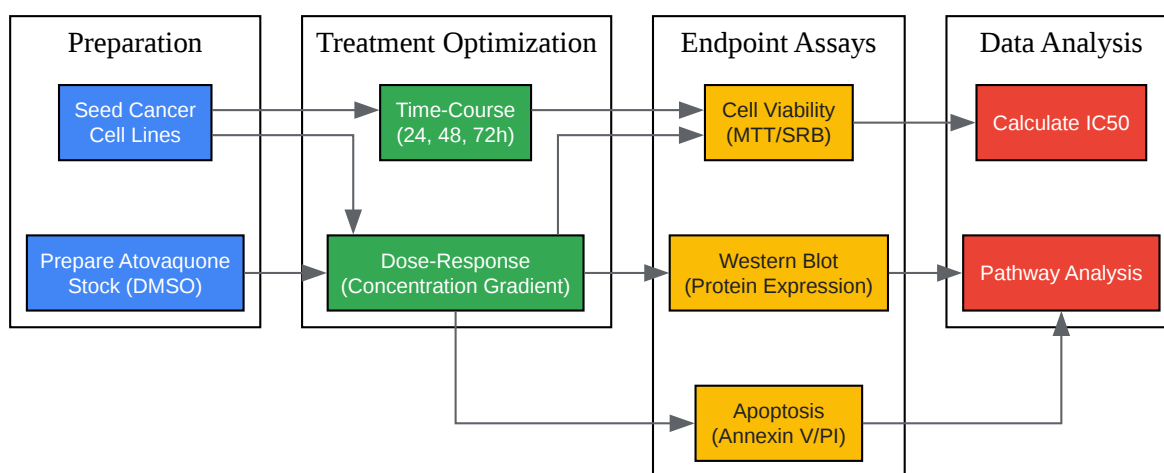 Preparation
Seed Cancer
Cell Lines
Prepare Atovaquone
Stock (DMSO)
Treatment Optimization
Time-Course
(24, 48, 72h)
Dose-Response
(Concentration Gradient)
Endpoint Assays
Cell Viability
(MTT/SRB)
Western Blot
(Protein Expression)
Apoptosis
(Annexin V/PI)
Data Analysis
Calculate IC50
Pathway Analysis